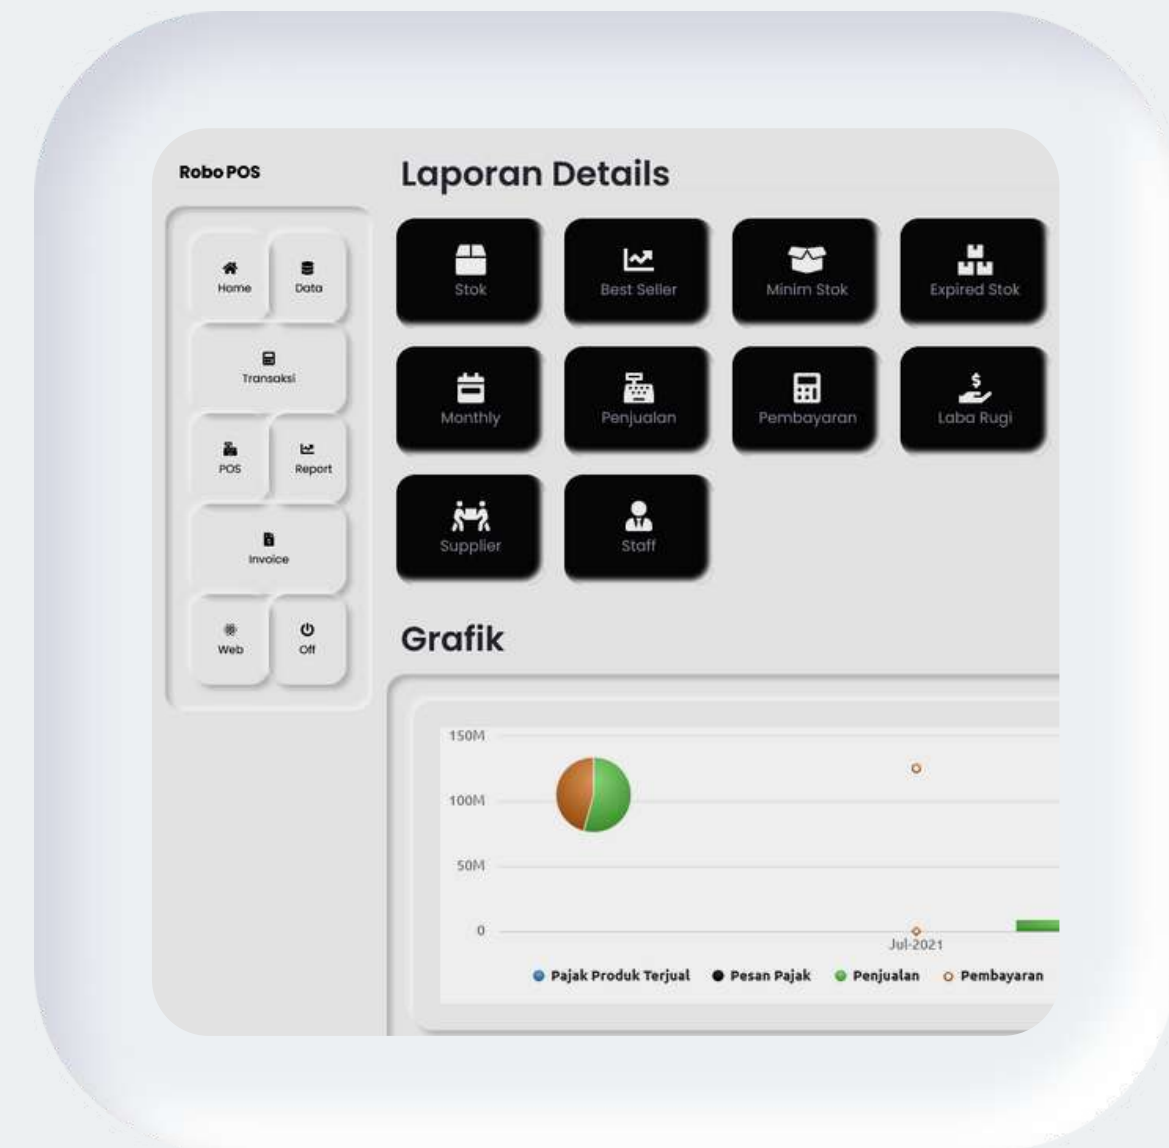 Robo POS
Home
Data
Transaksi
POS
Report
Invoice
Web
Off
Laporan Details
Stok
Best Seller
Minim Stok
Expired Stok
Monthly
Penjualan
Pembayaran
Laba Rugi
Supplier
Staff
Grafik
150M
100M
50M
0
Jul-2021
Pajak Produk Terjual
Pesan Pajak
Penjualan
Pembayaran